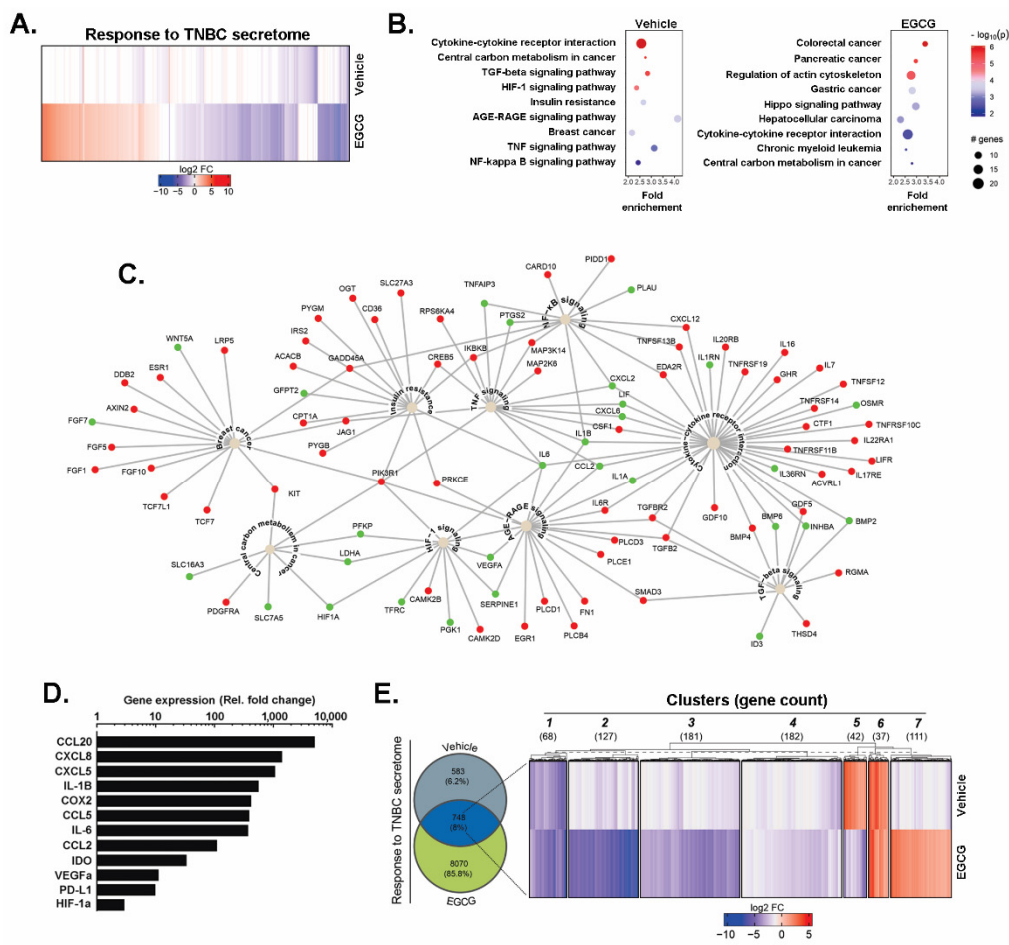 A.
Response to TNBC secretome
Vehicle
EGCG
log2 FC
−10 −5 0 5 10
B.
Vehicle
Cytokine-cytokine receptor interaction
Central carbon metabolism in cancer
TGF-beta signaling pathway
HIF-1 signaling pathway
Insulin resistance
AGE-RAGE signaling pathway
Breast cancer
TNF signaling pathway
NF-kappa B signaling pathway
2.0 2.5 3.0 3.5 4.0
Fold
enrichement
EGCG
Colorectal cancer
Pancreatic cancer
Regulation of actin cytoskeleton
Gastric cancer
Hippo signaling pathway
Hepatocellular carcinoma
Cytokine-cytokine receptor interaction
Chronic myeloid leukemia
Central carbon metabolism in cancer
2.0 2.5 3.0 3.5 4.0
Fold
enrichement
- log10(p)
6
5
4
3
2
# genes
10
15
20
C.
CARD10
PIDD1
SLC27A3
OGT
TNFAIP3
PLAU
CD36
PYGM
RPS6KA4
PTGS2
NF-κB signaling
CXCL12
WNT5A
LRP5
IRS2
IKBKB
TNFSF13B
IL20RB
IL16
ACACB
GADD45A
CREB5
MAP3K14
IL1RN
TNFRSF19
IL7
ESR1
DDB2
MAP2K6
EDA2R
GHR
TNFSF12
GFPT2
CXCL2
TNFRSF14
OSMR
AXIN2
Insulin resistance
TNF signaling
LIF
CTF1
FGF7
CPT1A
JAG1
CXCL6
TNFRSF10C
CSF1
Breast cancer
IL1B
Cytokine-cytokine receptor interaction
IL22RA1
FGF5
PYGB
IL6
TNFRSF11B
LIFR
FGF1
FGF10
CCL2
IL36RN
IL17RE
PIK3R1
PRKCE
IL1A
ACVRL1
TCF7L1
KIT
TCF7
IL6R
GDF10
GDF5
TGFBR2
BMP6
BMP2
PFKP
AGE-RAGE signaling
HIF-1 signaling
BMP4
INHBA
SLC16A3
Central carbon metabolism in cancer
LDHA
PLCD3
TGFB2
VEGFA
PLCE1
TGF-beta signaling
RGMA
CAMK2B
SMAD3
PDGFRA
SLC7A5
HIF1A
TFRC
SERPINE1
PLCD1
FN1
PGK1
CAMK2D
EGR1
PLCB4
ID3
THSD4
D.
Gene expression (Rel. fold change)
1 10 100 1,000 10,000
CCL20
CXCL8
CXCL5
IL-1B
COX2
CCL5
IL-6
CCL2
IDO
VEGFa
PD-L1
HIF-1a
E.
Clusters (gene count)
1 2 3 4 5 6 7
(68) (127) (181) (182) (42) (37) (111)
Response to TNBC secretome
Vehicle
583
(6.2%)
748
(8%)
8070
(85.8%)
EGCG
Vehicle
EGCG
log2 FC
−10 −5 0 5